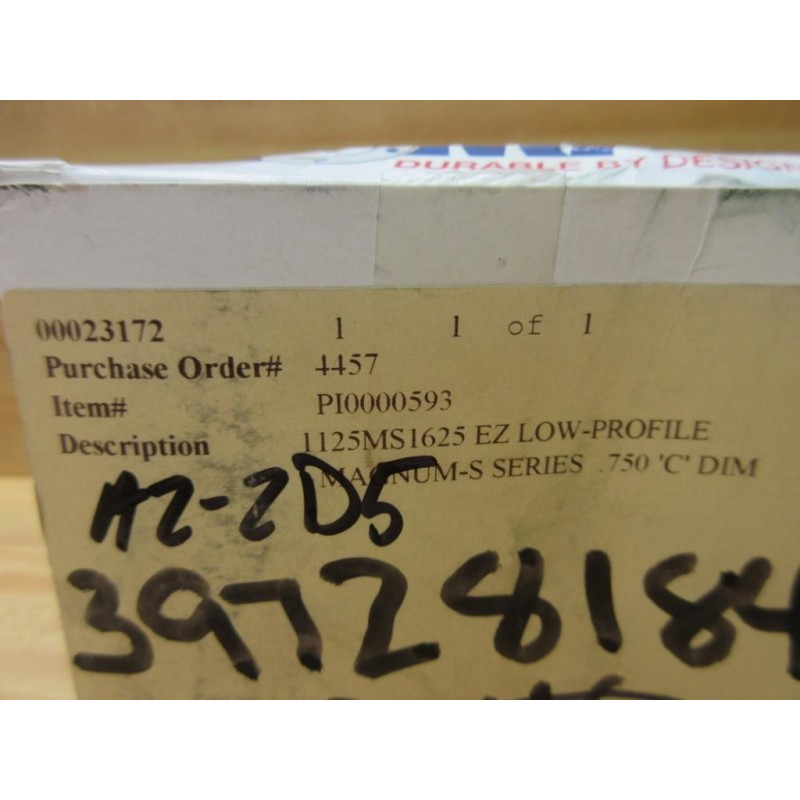 DURABLE BY DESIGN
00023172 1 1 of 1
Purchase Order# 4457
Item# PI0000593
Description 1125MS1625 EZ LOW-PROFILE
MAGNUM-S SERIES .750 'C' DIM
A2-2D5
39728184